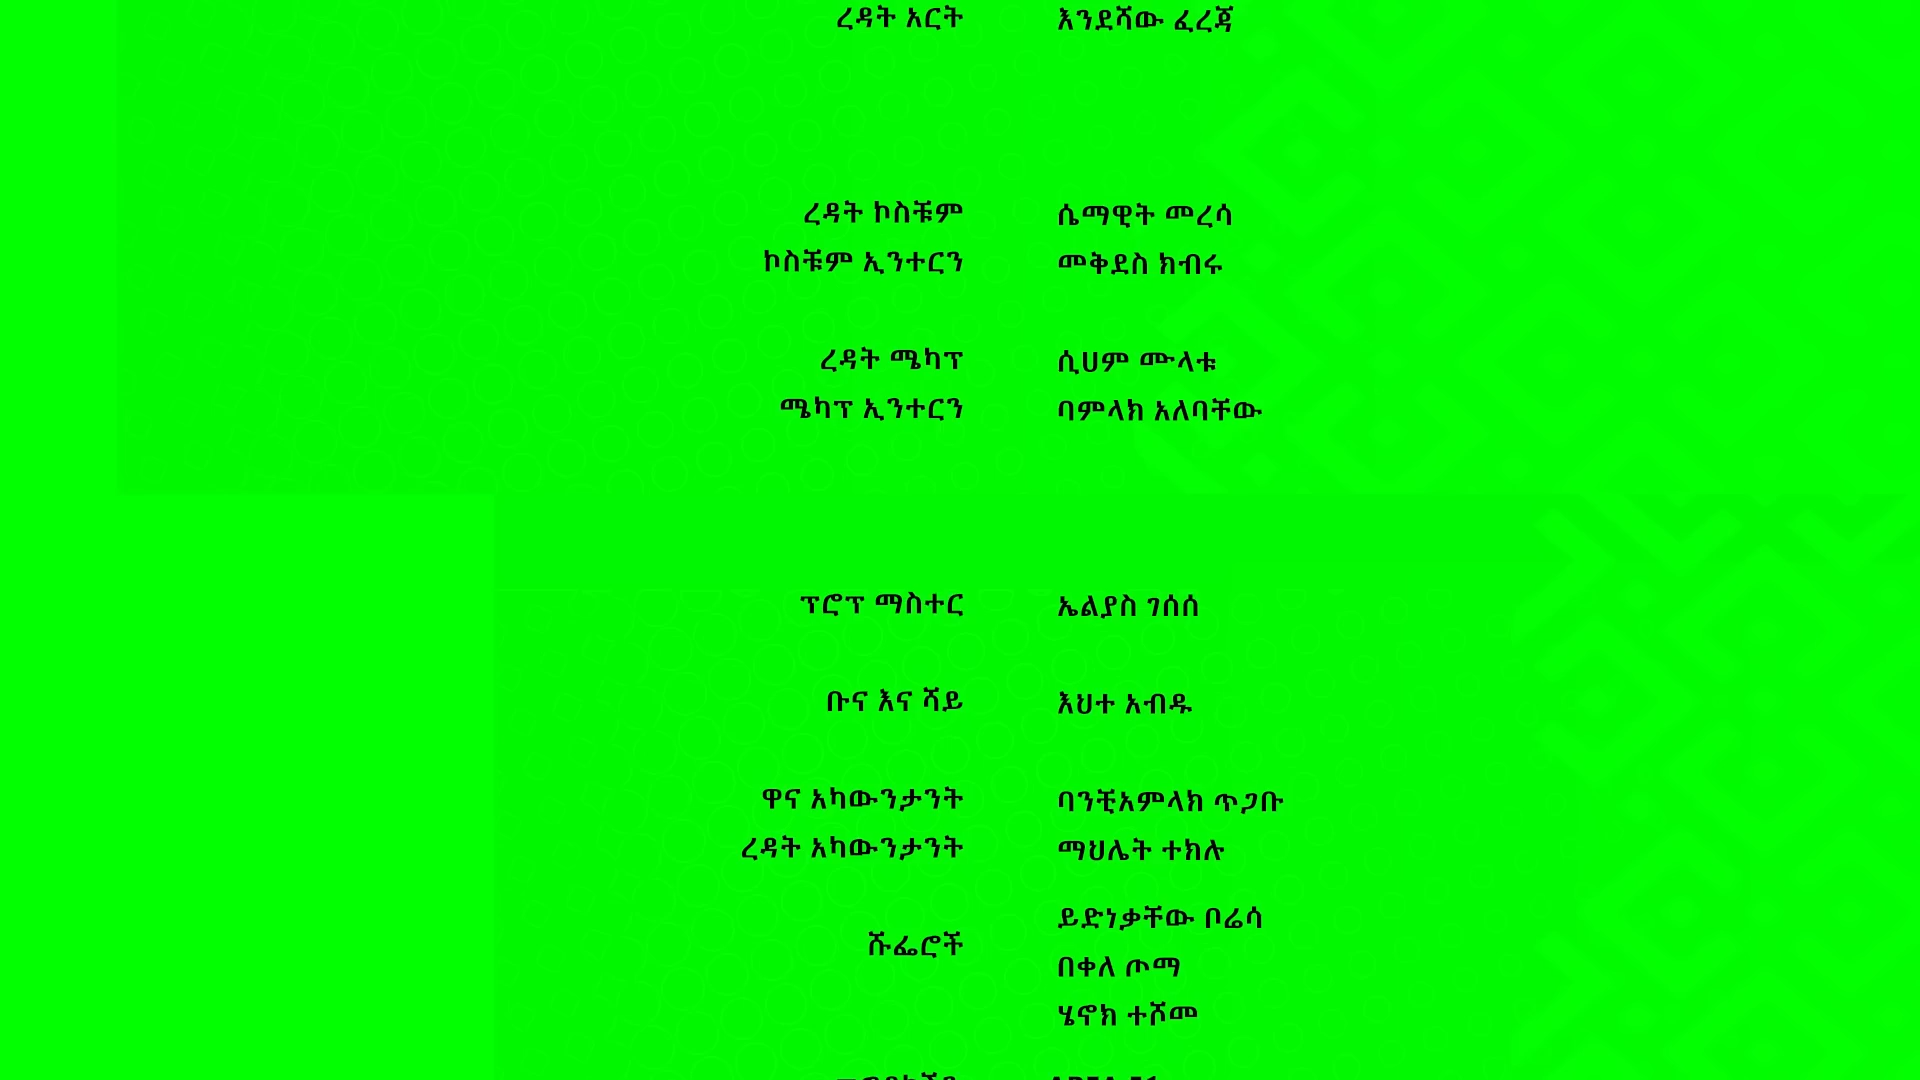 ረዳት አርት እንደሻው ፈረጃ
ረዳት ኮስቹም ሴማዊት መረሳ
ኮስቹም ኢንተርን መቅደስ ክብሩ
ረዳት ሜካፕ ሲሀም ሙላቱ
ሜካፕ ኢንተርን ባምላክ አለባቸው
ፕሮፕ ማስተር ኤልያስ ገሰሰ
ቡና እና ሻይ እህተ አብዱ
ዋና አካውንታንት ባንቺአምላክ ጥጋቡ
ረዳት አካውንታንት ማህሌት ተክሉ
ሹፌሮች ይድነቃቸው ቦሬሳ
በቀለ ጦማ
ሄኖክ ተሾመ